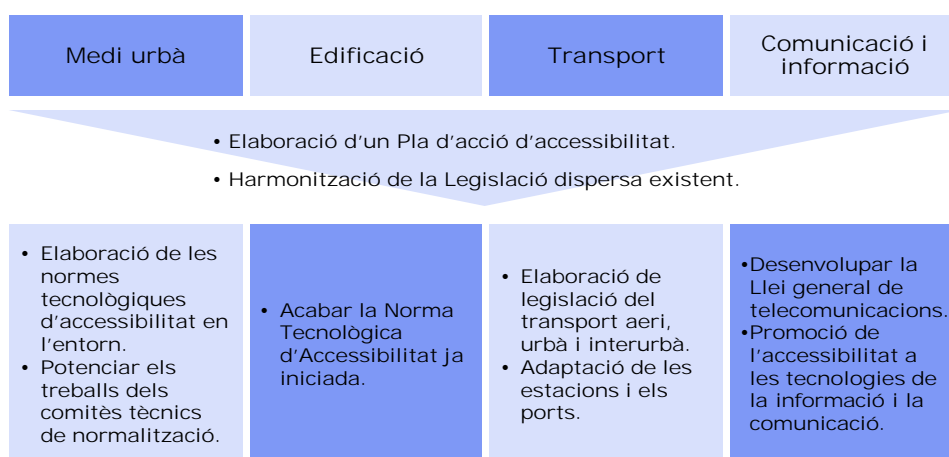 Medi urbà
Edificació
Transport
Comunicació i
informació
• Elaboració d'un Pla d'acció d'accessibilitat.
• Harmonització de la Legislació dispersa existent.
• Elaboració de les
normes
tecnològiques
d'accessibilitat en
l'entorn.
• Potenciar els
treballs dels
comitès tècnics
de normalització.
• Acabar la Norma
Tecnològica
d'Accessibilitat ja
iniciada.
• Elaboració de
legislació del
transport aeri,
urbà i interurbà.
• Adaptació de les
estacions i els
ports.
•Desenvolupar la
Llei general de
telecomunicacions.
•Promoció de
l'accessibilitat a
les tecnologies de
la informació i la
comunicació.